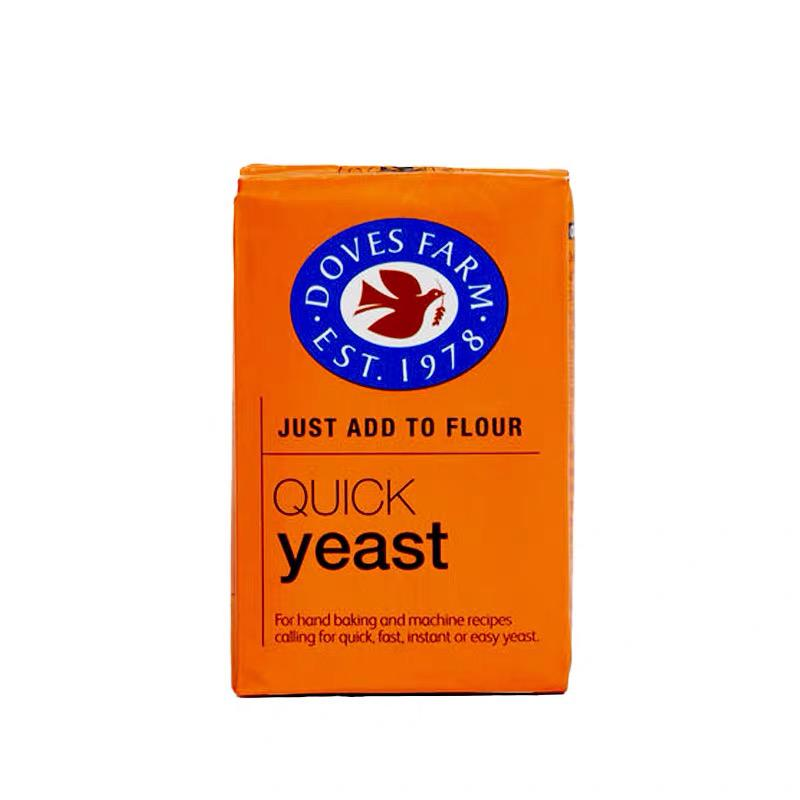 DOVES FARM
· EST. 1978 ·
JUST ADD TO FLOUR
QUICK
yeast
For hand baking and machine recipes
calling for quick, fast, instant or easy yeast.